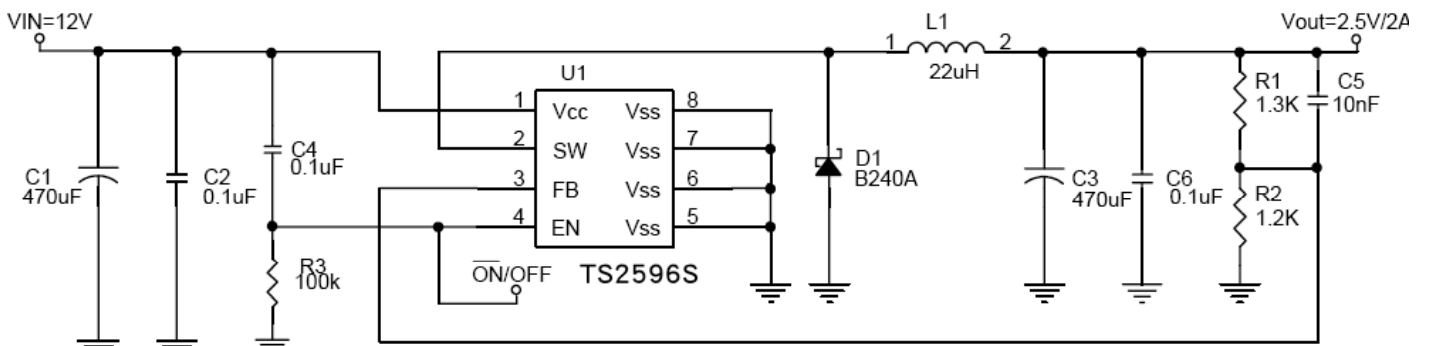 VIN=12V
L1
Vout=2.5V/2A
1
2
22uH
U1
R1
1.3K
C5
10nF
1
Vcc
Vss
8
2
SW
Vss
7
3
FB
Vss
6
4
EN
Vss
5
C1
470uF
C2
0.1uF
C4
0.1uF
D1
B240A
C3
470uF
C6
0.1uF
R2
1.2K
R3
100k
ON/OFF
TS2596S